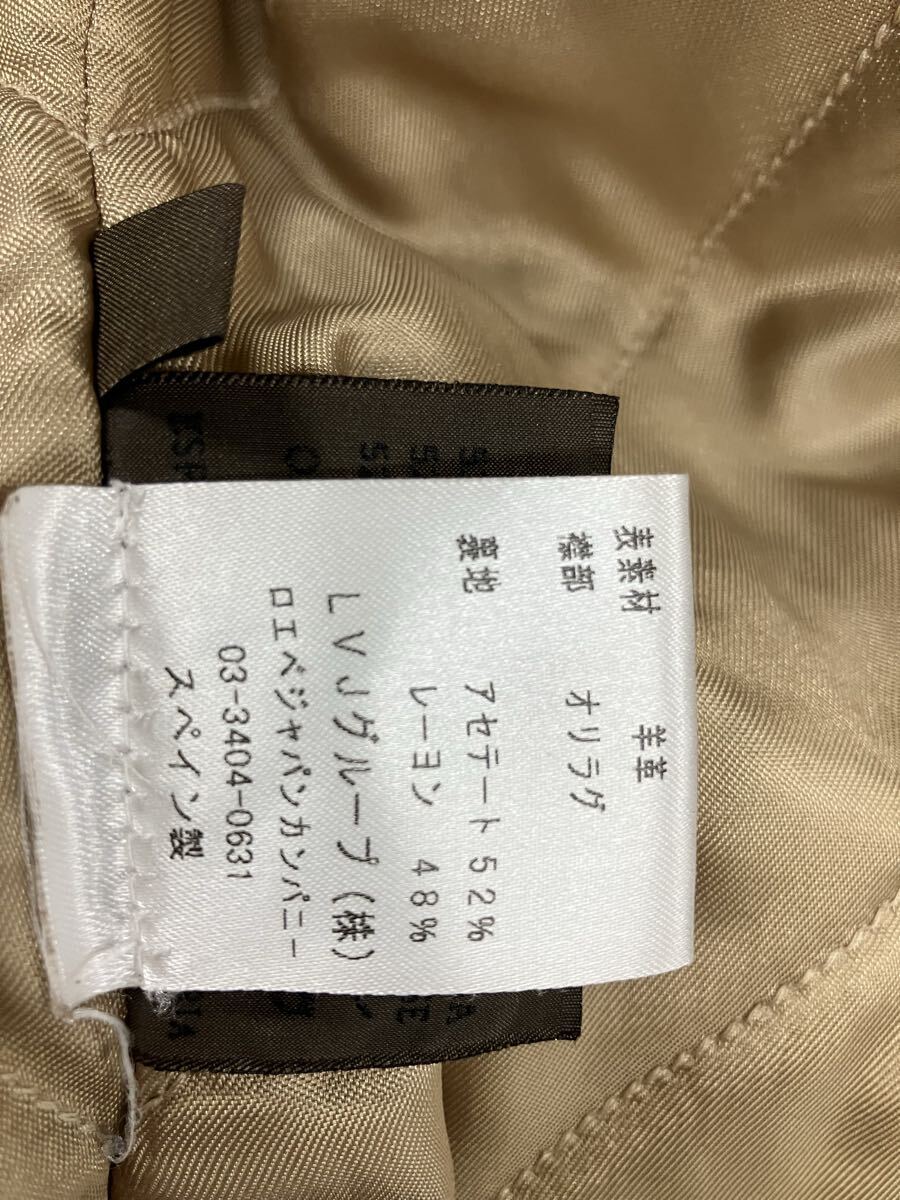 表素材 羊革
襟部 オリラグ
裏地 アセテート 52%
レーヨン 48%
LVJグループ(株)
ロエベジャパンカンパニー
03-3404-0631
スペイン製